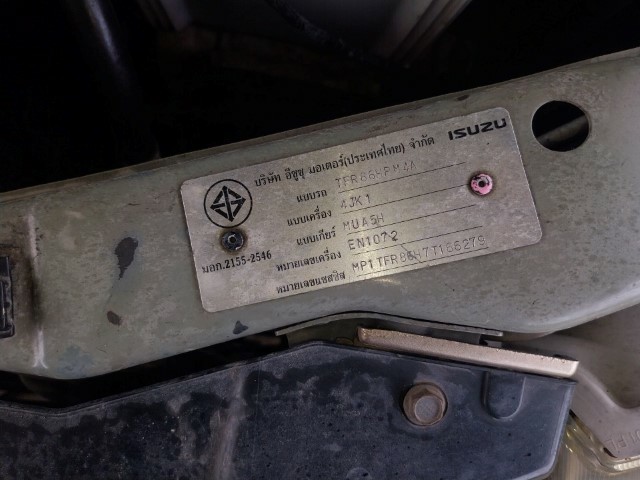 บริษัท อีซูซุ มอเตอร์(ประเทศไทย) จำกัด ISUZU
แบบรถ TFR86HPM4A
แบบเครื่อง 4JK1
แบบเกียร์ MUA5H
มอก.2155-2546
หมายเลขเครื่อง EN1072
หมายเลขแชสซิส MP1TFR86H7T155279